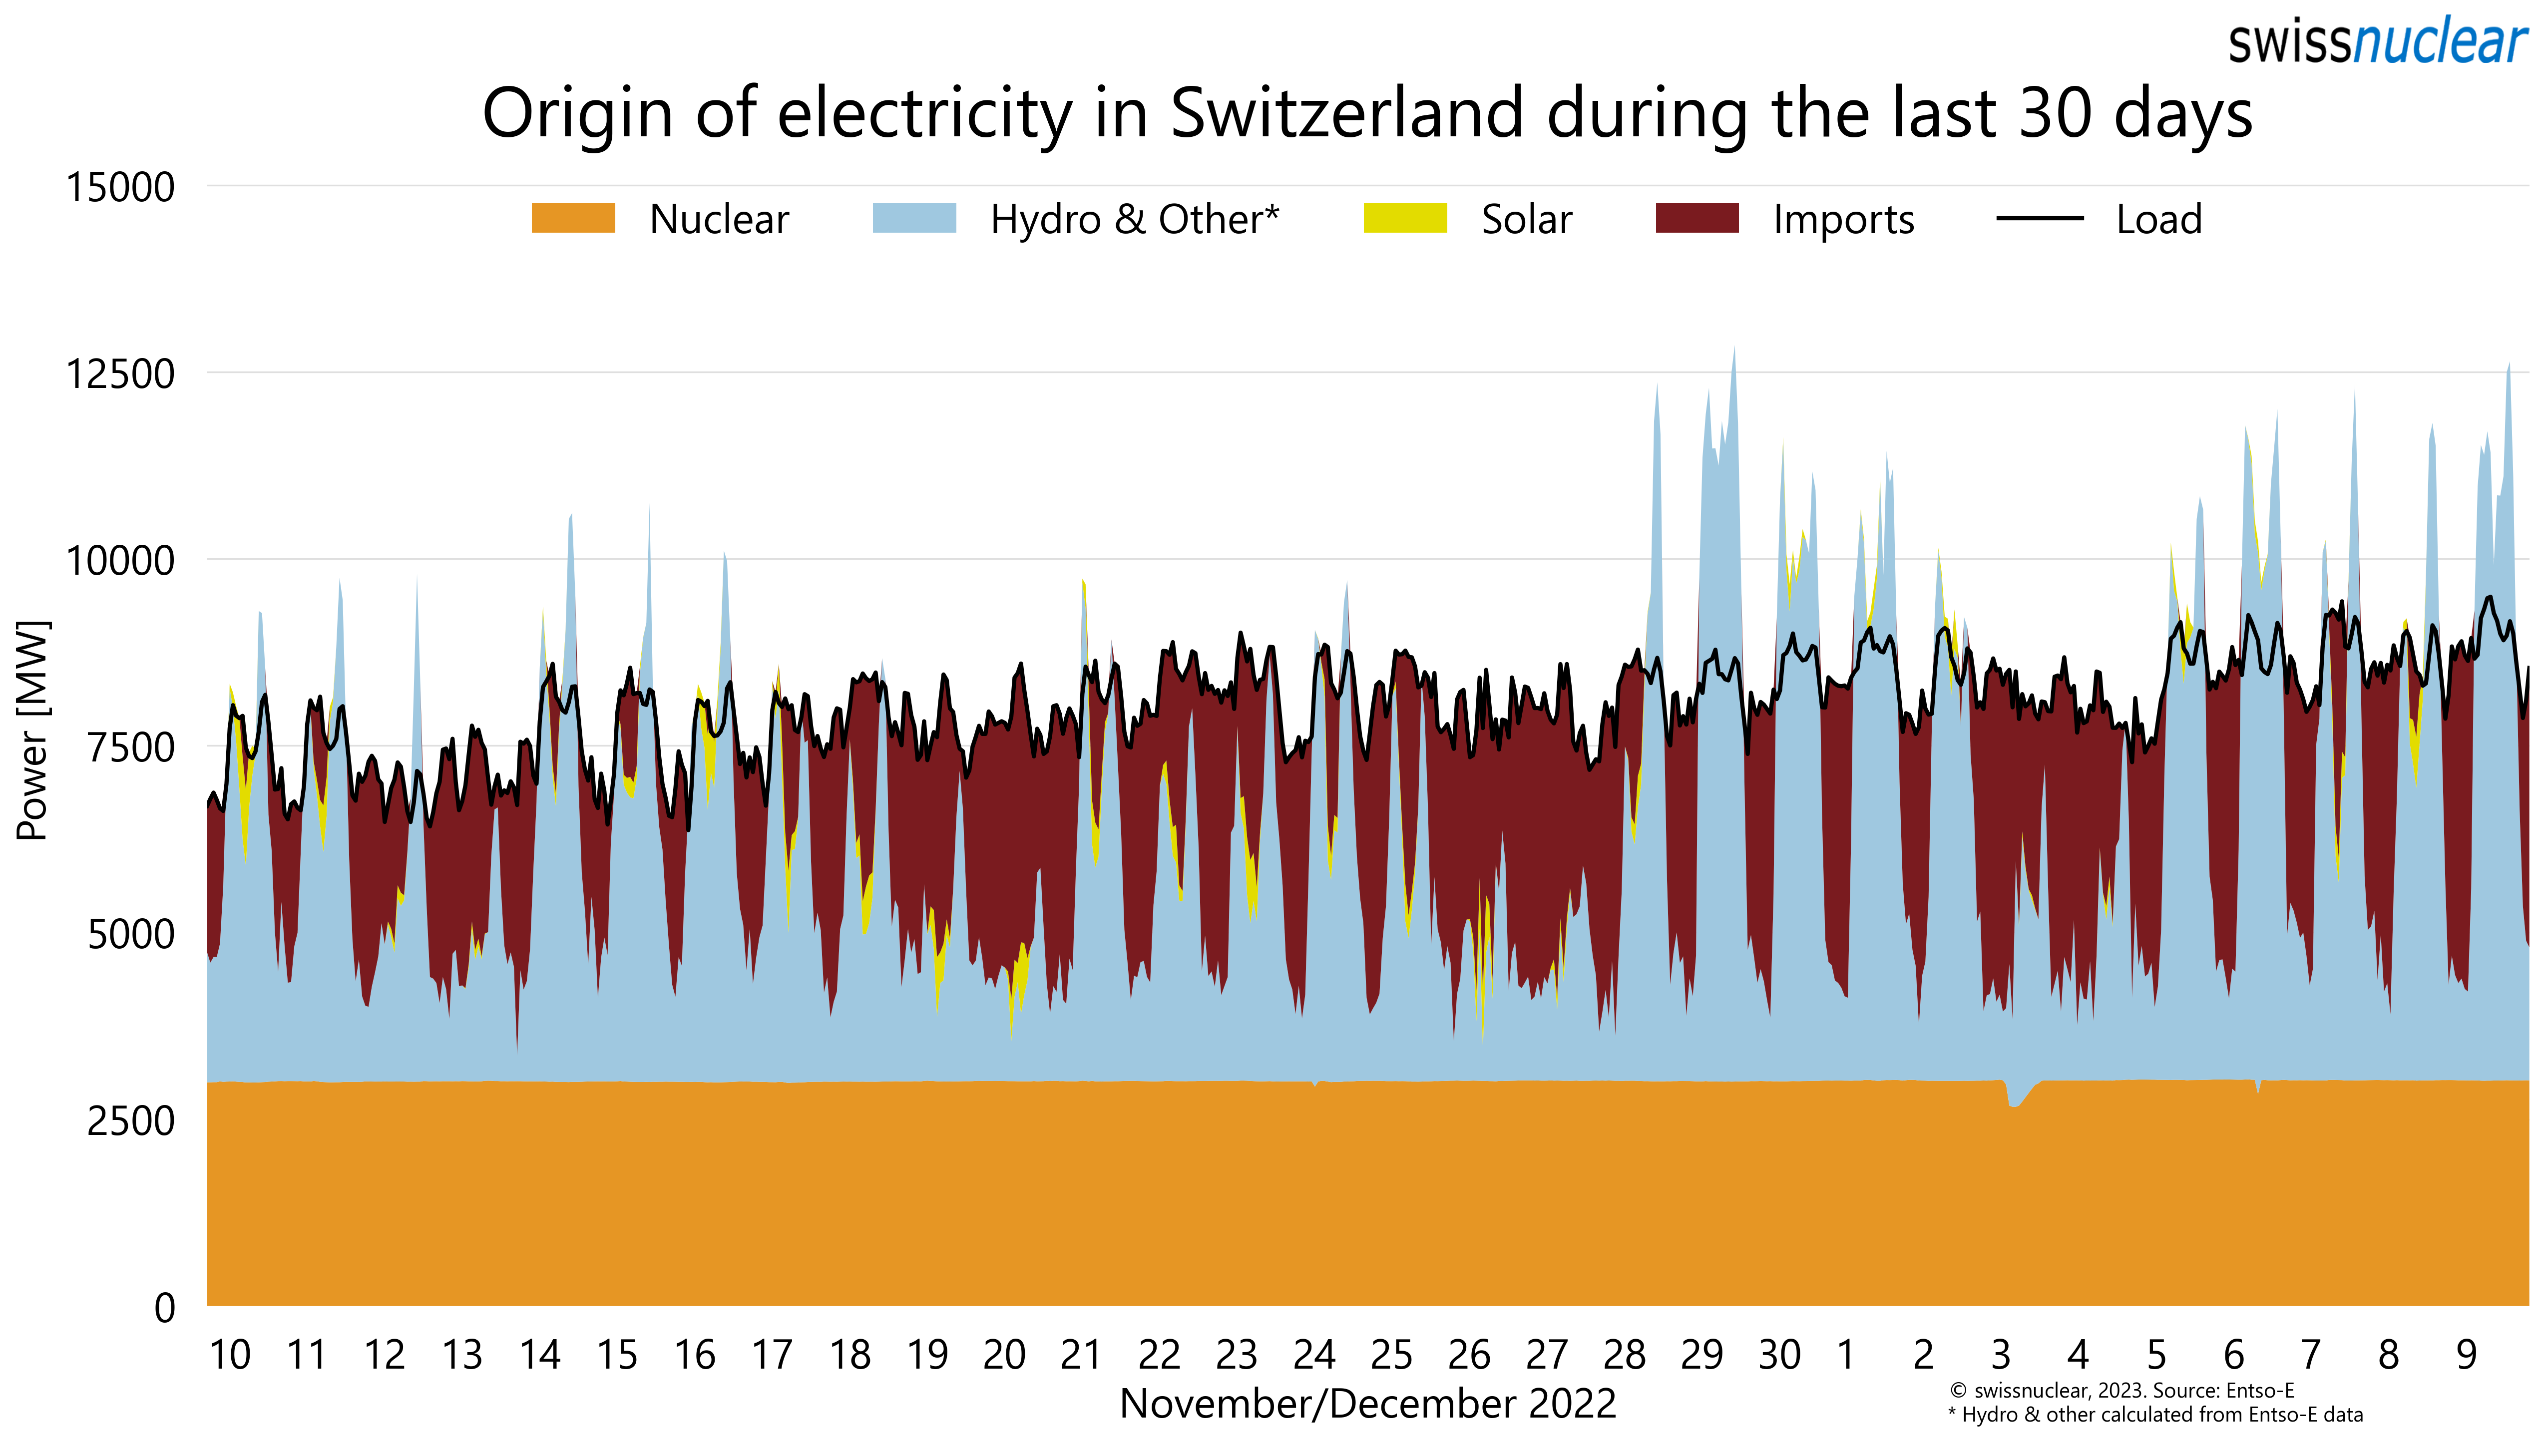 swissnuclear
Origin of electricity in Switzerland during the last 30 days
15000
Nuclear Hydro & Other* Solar Imports Load
12500
10000
7500
5000
2500
0
Power [MW]
10 11 12 13 14 15 16 17 18 19 20 21 22 23 24 25 26 27 28 29 30 1 2 3 4 5 6 7 8 9
November/December 2022
© swissnuclear, 2023. Source: Entso-E
* Hydro & other calculated from Entso-E data